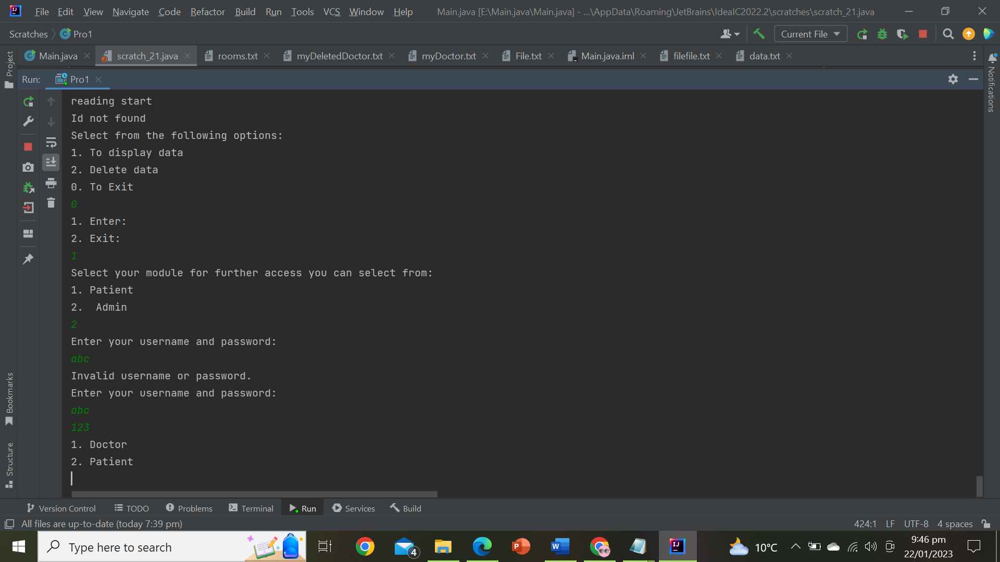 File Edit View Navigate Code Refactor Build Run Tools VCS Window Help Main.java [E:\Main.java\Main.java] - ...\AppData\Roaming\JetBrains\IdeaIC2022.2\scratches\scratch_21.java
Scratches Pro1 Current File
Main.java scratch_21.java rooms.txt myDeletedDoctor.txt myDoctor.txt File.txt Main.java.iml filefile.txt data.txt
Project
Notifications
Run: Pro1
reading start
Id not found
Select from the following options:
1. To display data
2. Delete data
0. To Exit
0
1. Enter:
2. Exit:
1
Select your module for further access you can select from:
1. Patient
2.  Admin
2
Enter your username and password:
abc
Invalid username or password.
Enter your username and password:
abc
123
1. Doctor
2. Patient
Bookmarks
Structure
Version Control TODO Problems Terminal Run Services Build
All files are up-to-date (today 7:39 pm) 424:1 LF UTF-8 4 spaces
Type here to search 4 10°C 9:46 pm
22/01/2023